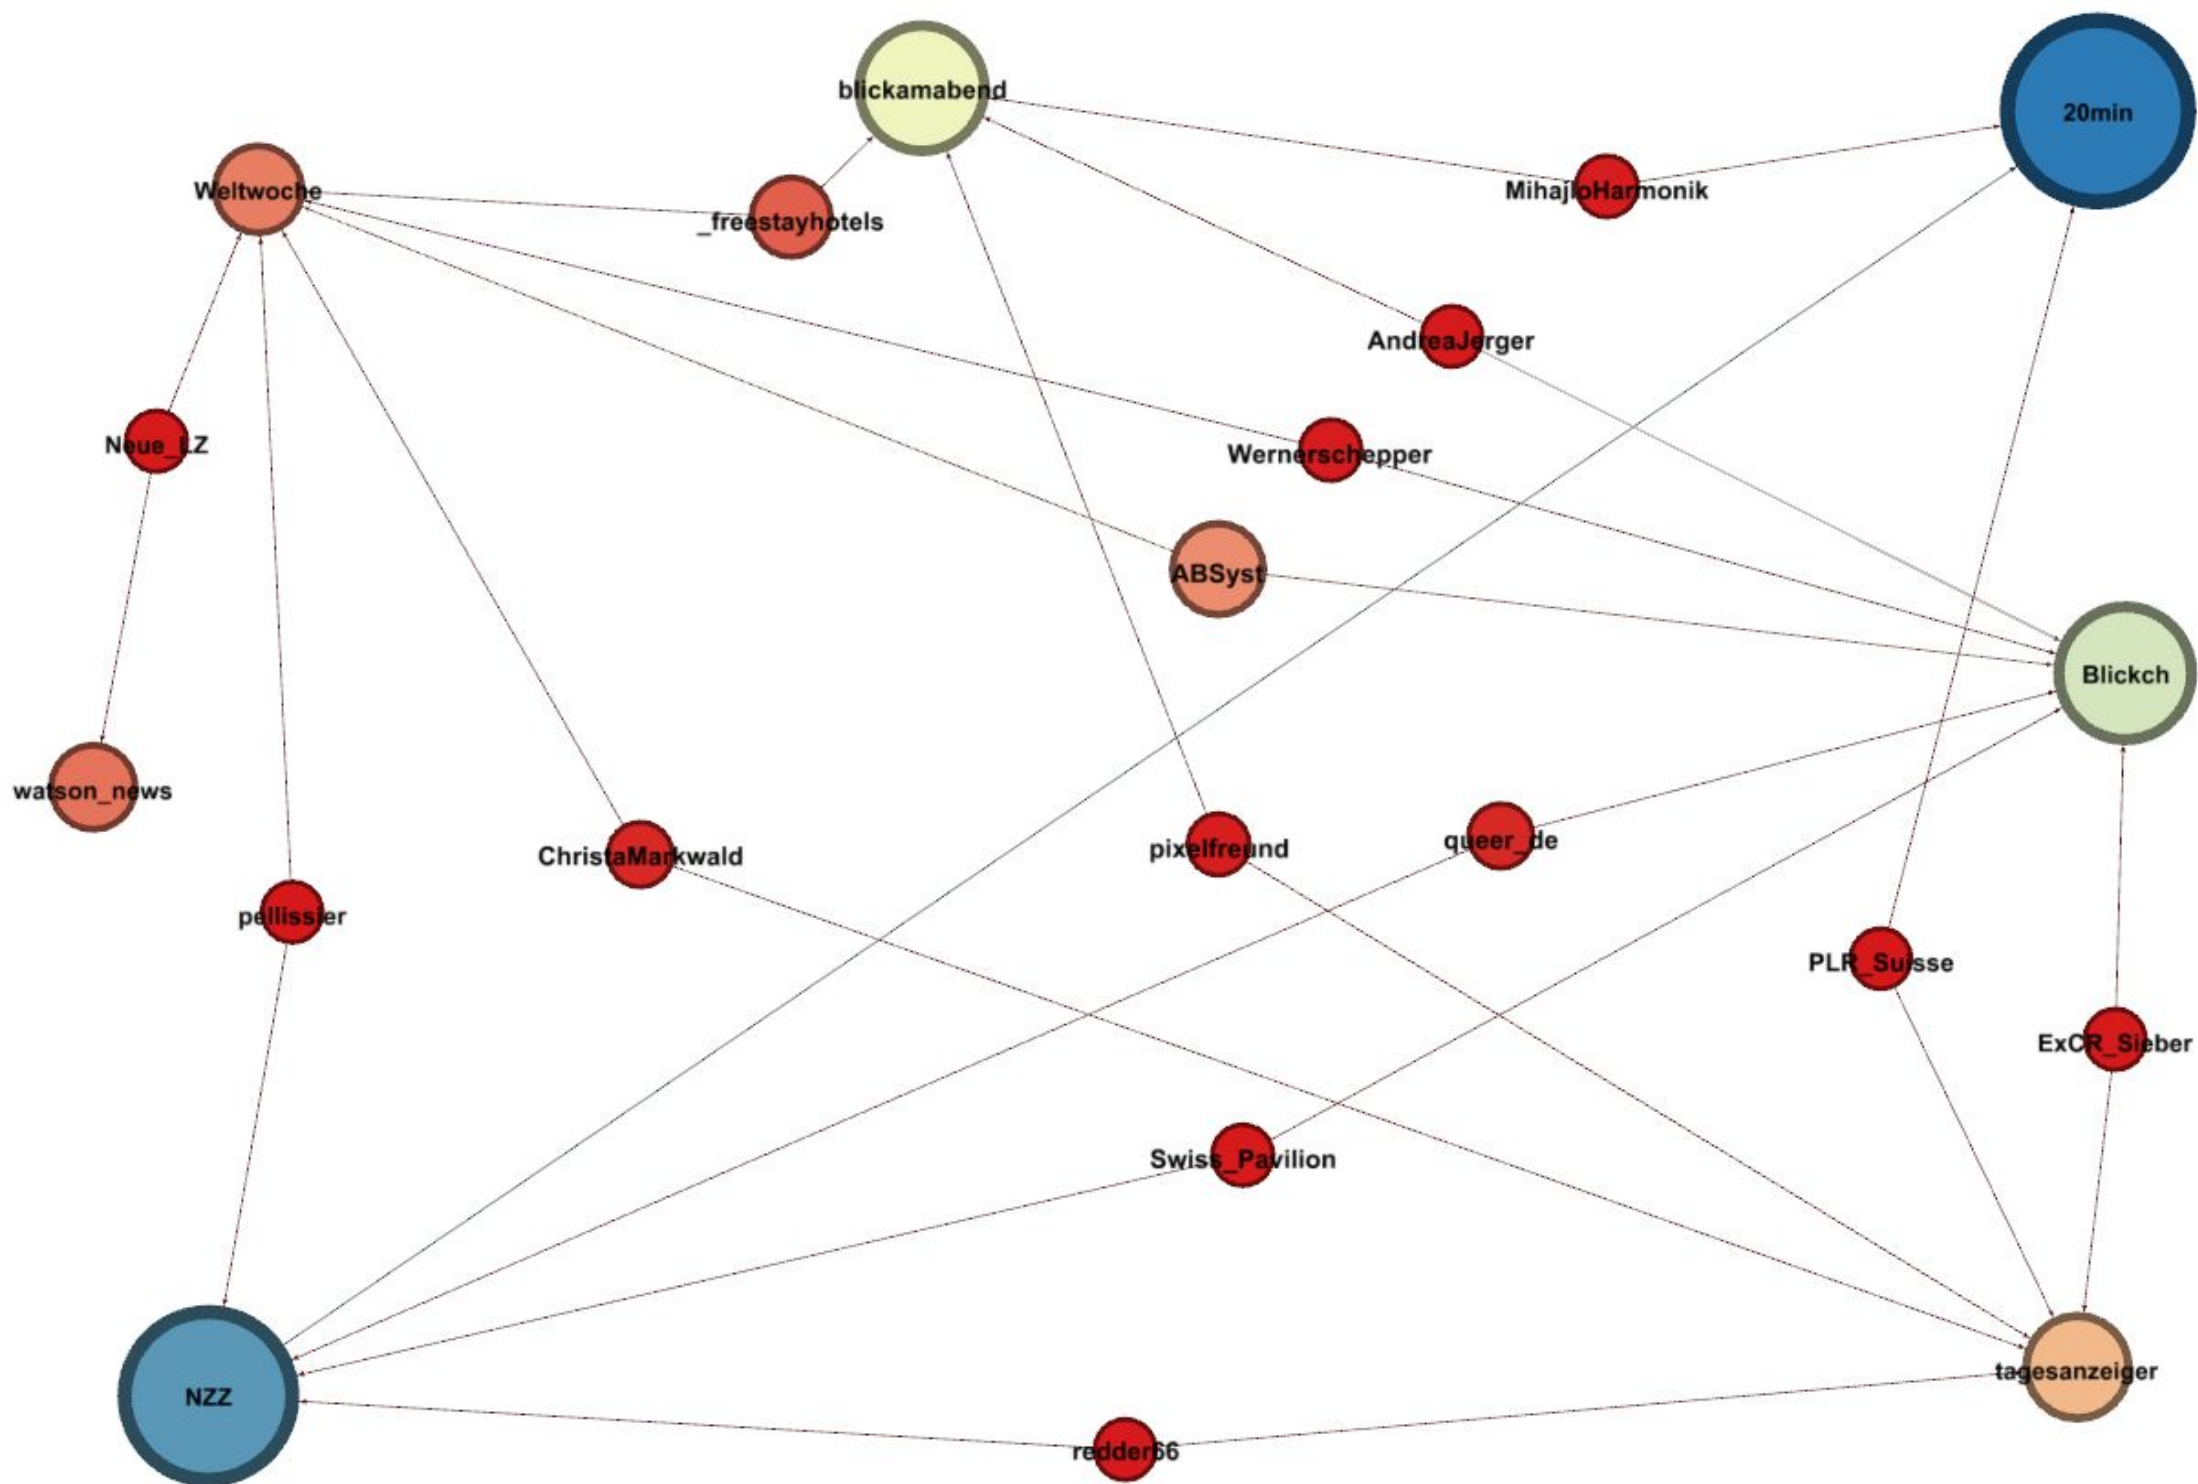 blickamabend
20min
Weltwoche
MihajloHarmonik
_freestayhotels
AndreaJerger
Neue_LZ
Wernerschepper
ABSyst
Blickch
watson_news
queer_de
pixelfreund
ChristaMarkwald
pellissier
PLR_Suisse
ExCR_Sieber
Swiss_Pavilion
tagesanzeiger
NZZ
redder66